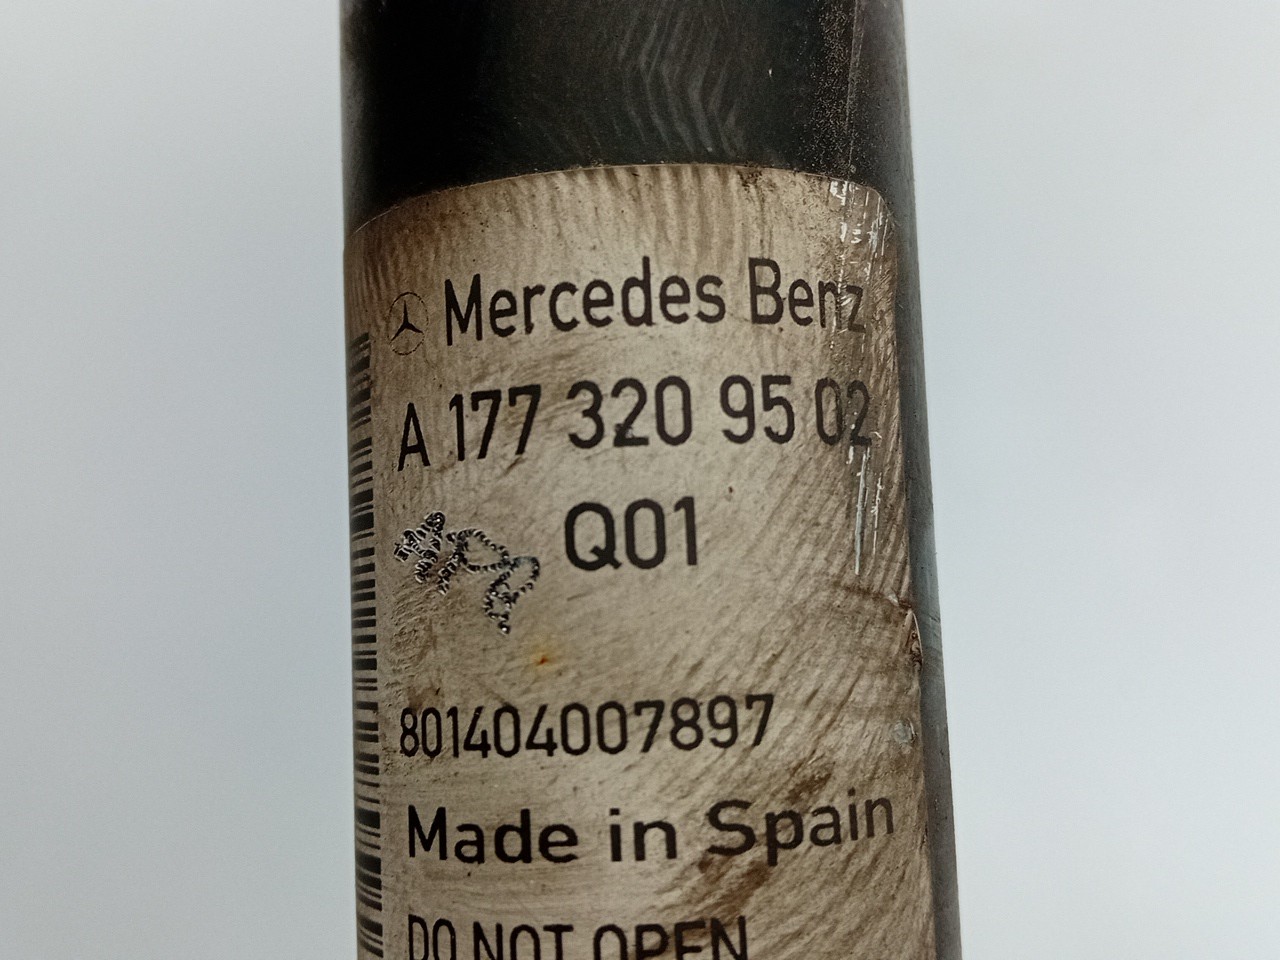 Mercedes Benz
A 177 320 95 02
Q01
801404007897
Made in Spain
DO NOT OPEN